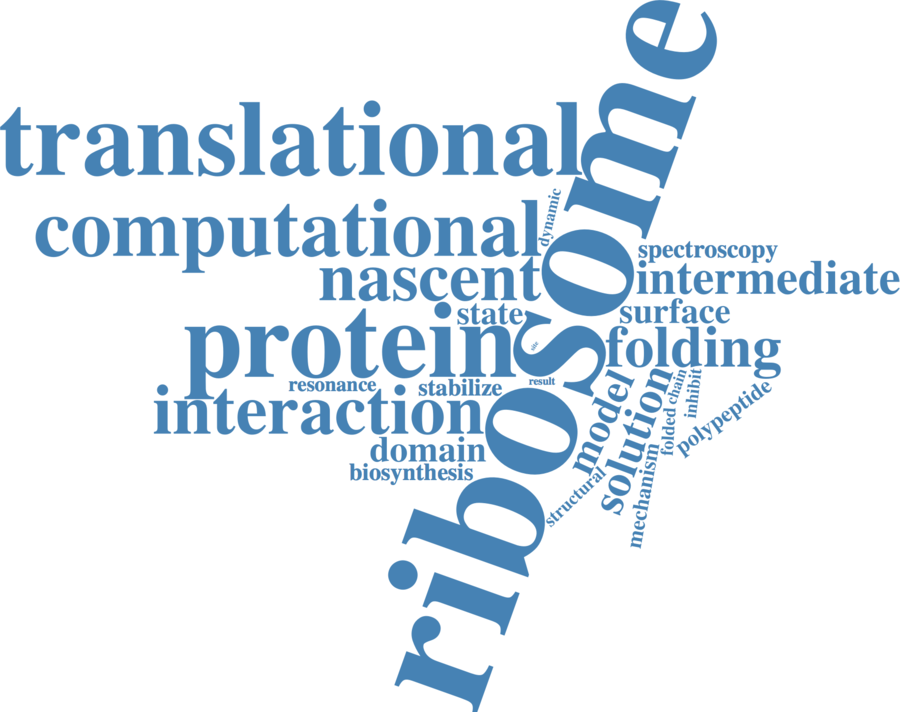 ribosome
translational
dynamic
computational
spectroscopy
nascent
intermediate
state
surface
protein
site
folding
resonance
stabilize
result
interaction
model
solution
folded
chain
inhibit
polypeptide
domain
biosynthesis
structural
mechanism